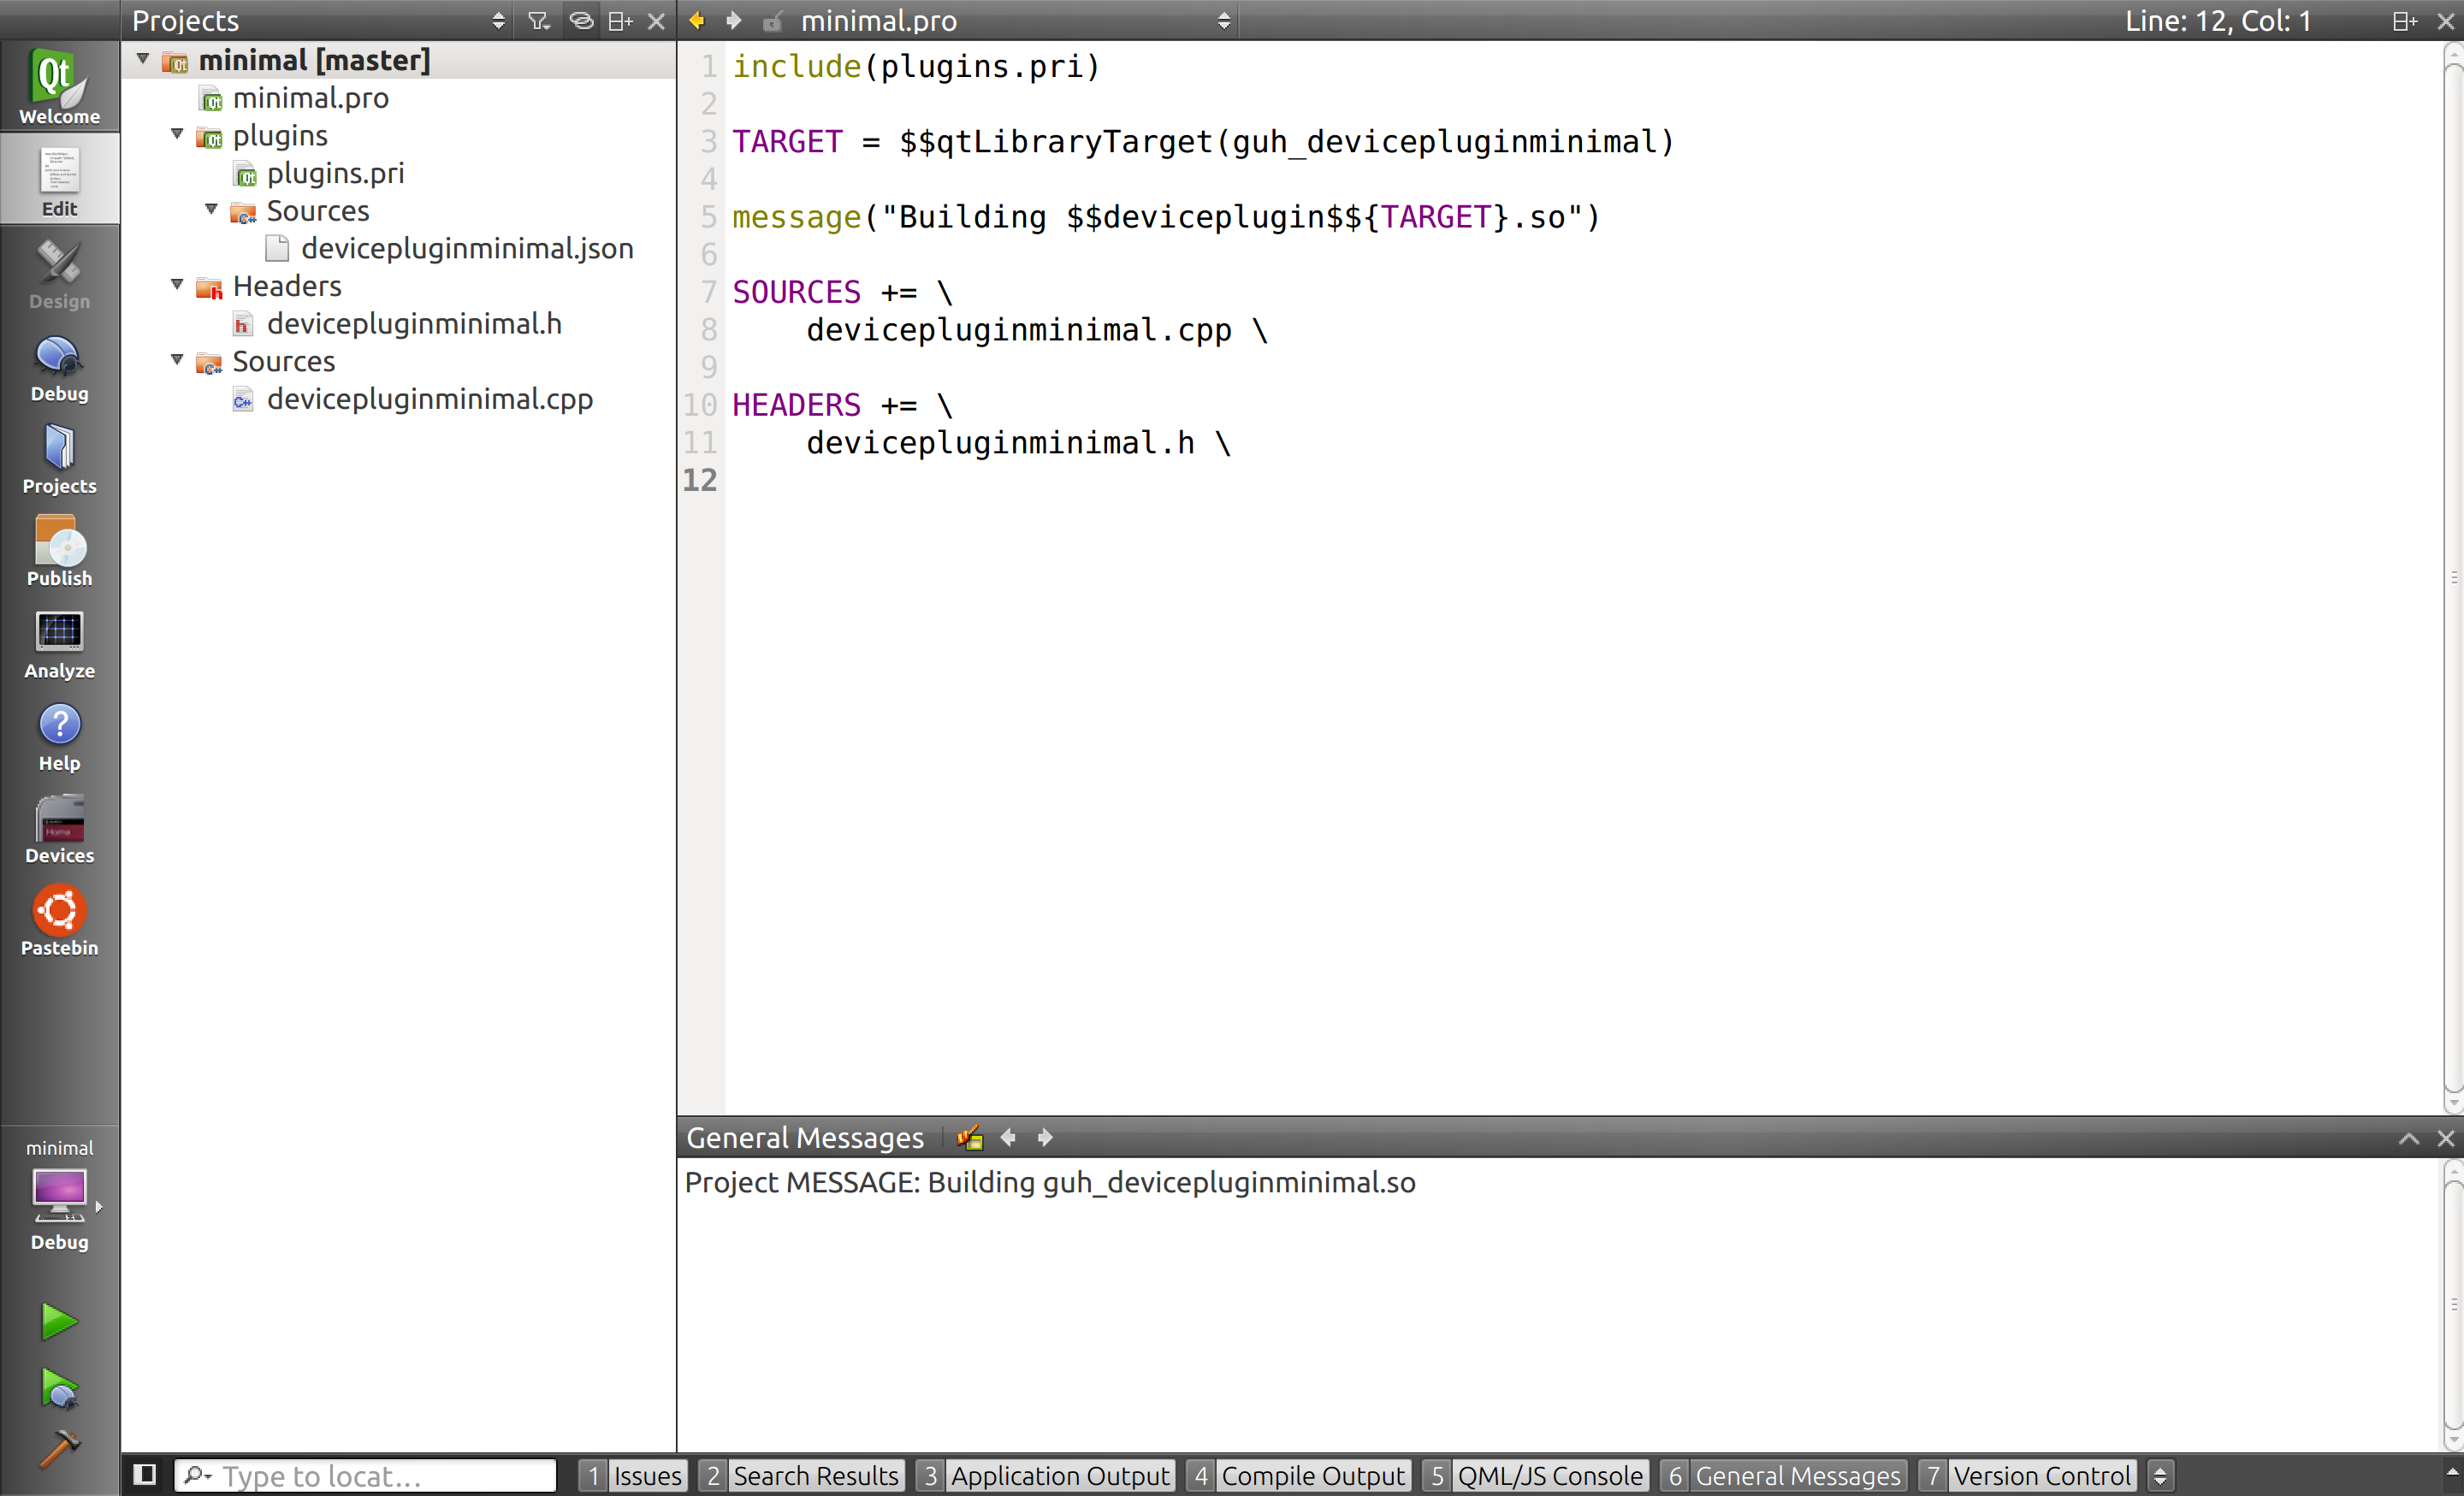 Projects
minimal.pro
Line: 12, Col: 1
Welcome
Edit
Design
Debug
Projects
Publish
Analyze
Help
Home
Devices
Pastebin
minimal
Debug
minimal [master]
minimal.pro
plugins
plugins.pri
Sources
devicepluginminimal.json
Headers
devicepluginminimal.h
Sources
devicepluginminimal.cpp
1 include(plugins.pri)
2
3 TARGET = $$qtLibraryTarget(guh_devicepluginminimal)
4
5 message("Building $$deviceplugin$${TARGET}.so")
6
7 SOURCES += \
8 devicepluginminimal.cpp \
9
10 HEADERS += \
11 devicepluginminimal.h \
12
General Messages
Project MESSAGE: Building guh_devicepluginminimal.so
Type to locat...
1 Issues
2 Search Results
3 Application Output
4 Compile Output
5 QML/JS Console
6 General Messages
7 Version Control